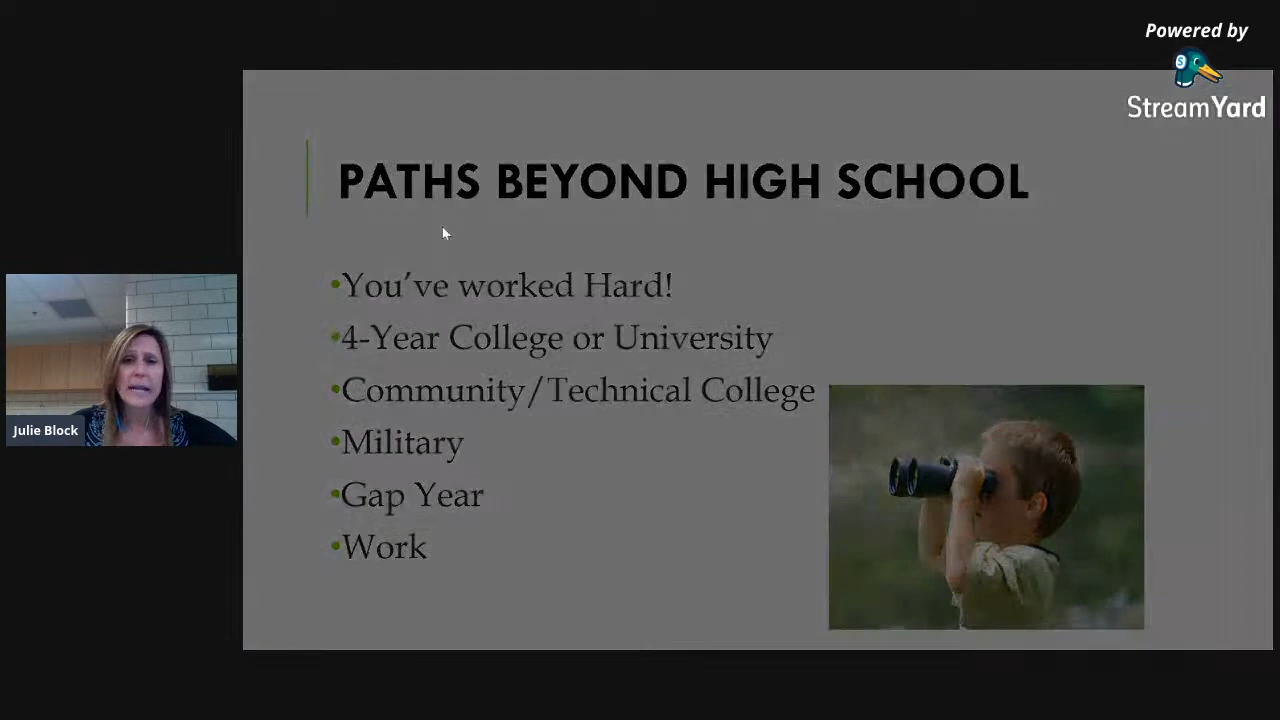 Powered by
StreamYard
PATHS BEYOND HIGH SCHOOL
•You’ve worked Hard!
•4-Year College or University
•Community/Technical College
•Military
•Gap Year
•Work
Julie Block